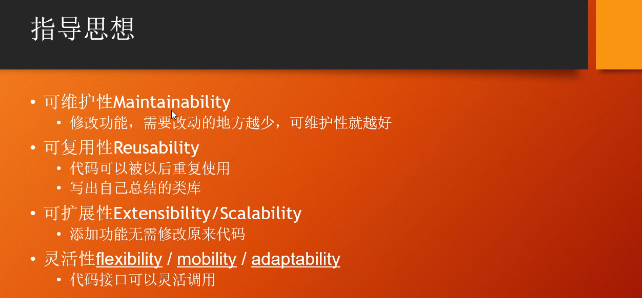 指导思想
• 可维护性Maintainability
• 修改功能，需要改动的地方越少，可维护性就越好
• 可复用性Reusability
• 代码可以被以后重复使用
• 写出自己总结的类库
• 可扩展性Extensibility/Scalability
• 添加功能无需修改原来代码
• 灵活性flexibility / mobility / adaptability
• 代码接口可以灵活调用